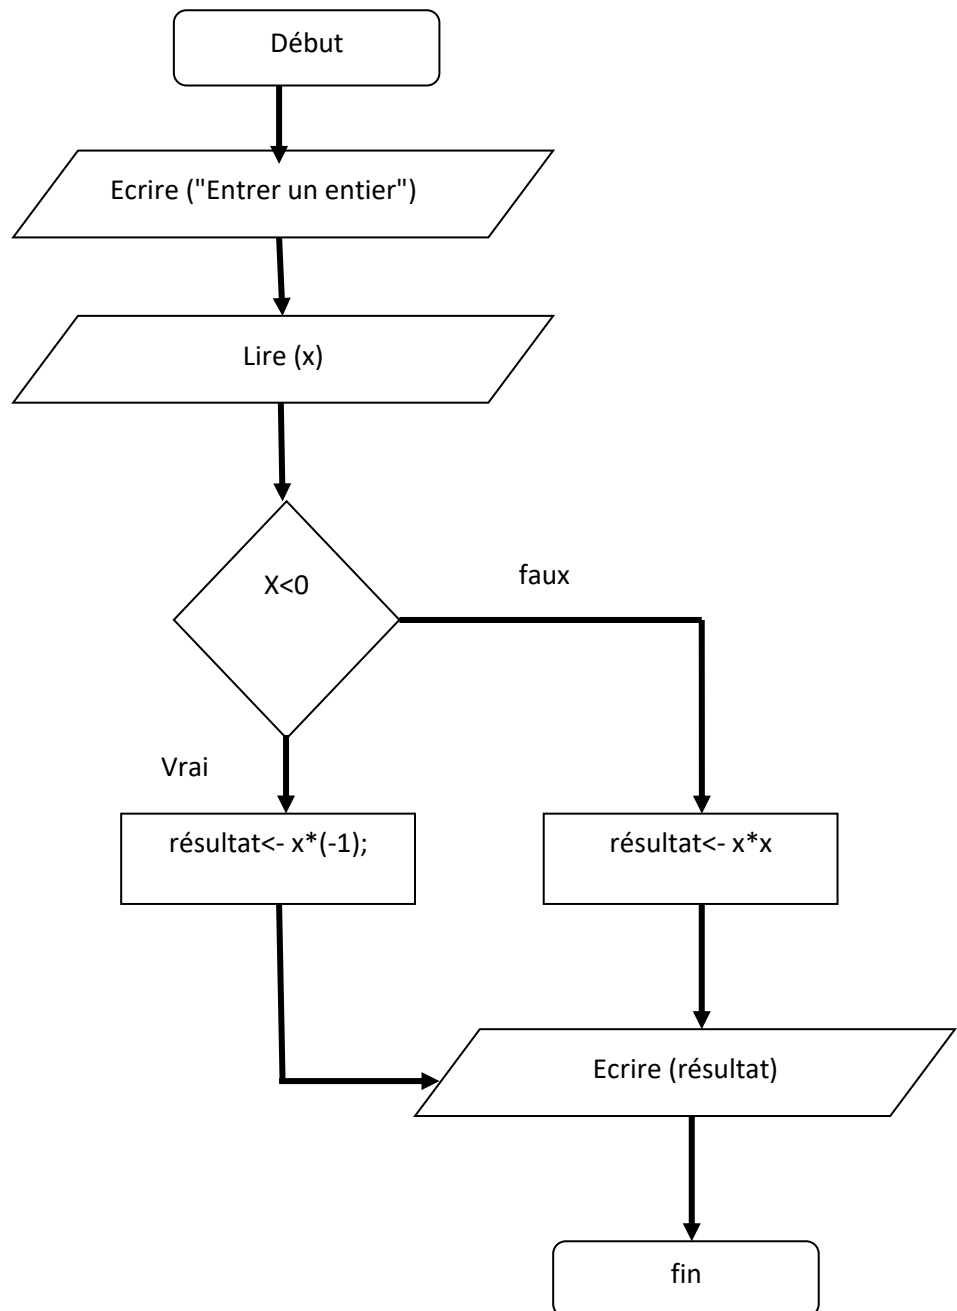 Début
Ecrire ("Entrer un entier")
Lire (x)
X<0
faux
Vrai
résultat<- x*(-1);
résultat<- x*x
Ecrire (résultat)
fin